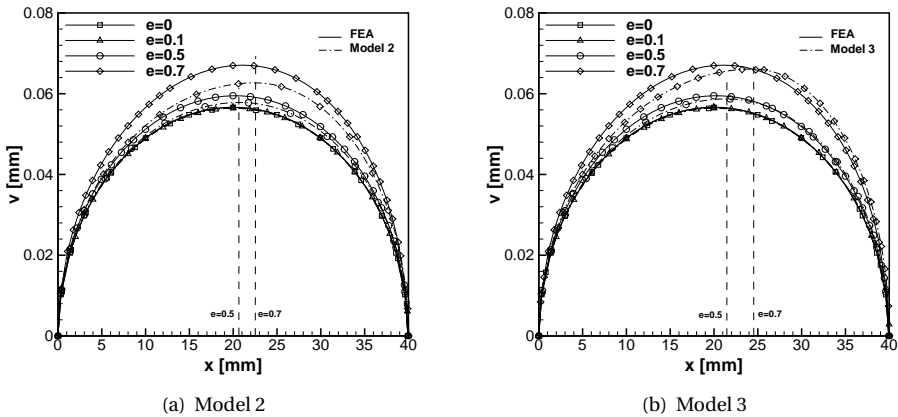 0.08
0.06
0.04
0.02
0
v [mm]
e=0
e=0.1
e=0.5
e=0.7
FEA
Model 2
e=0.5
e=0.7
0 5 10 15 20 25 30 35 40
x [mm]
(a) Model 2
0.08
0.06
0.04
0.02
0
v [mm]
e=0
e=0.1
e=0.5
e=0.7
FEA
Model 3
e=0.5
e=0.7
0 5 10 15 20 25 30 35 40
x [mm]
(b) Model 3